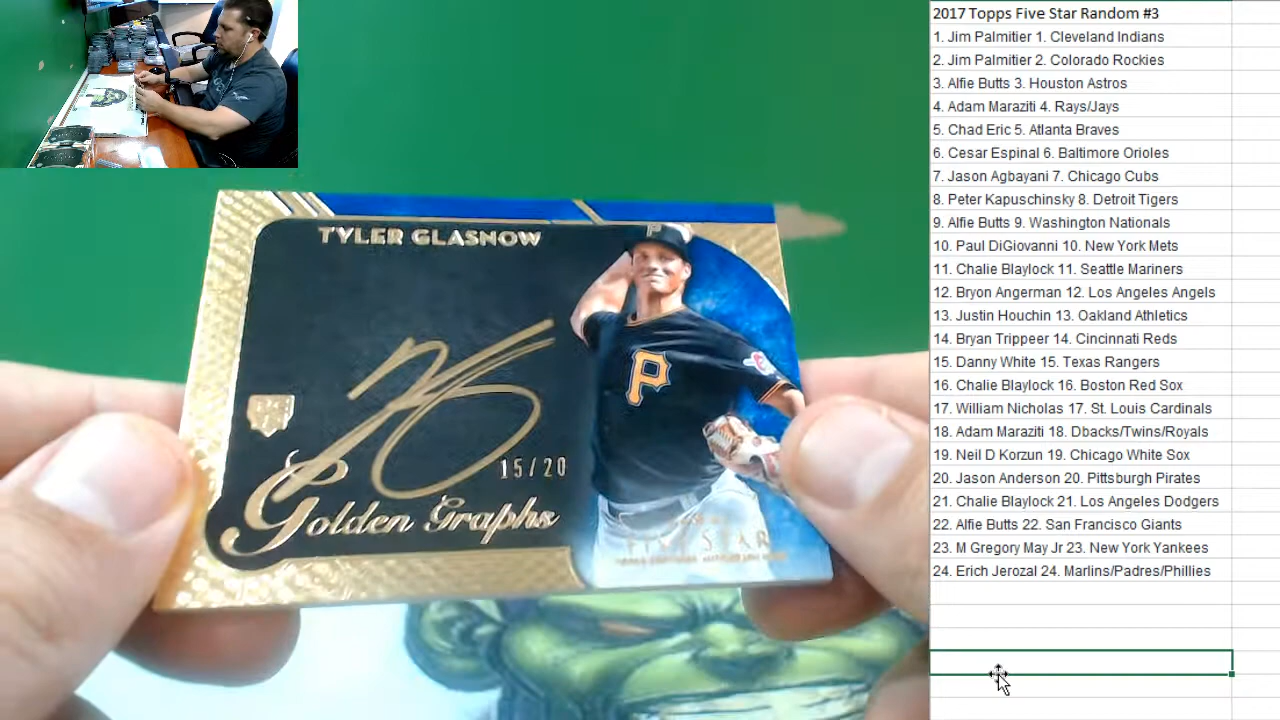 2017 Topps Five Star Random #3
1. Jim Palmitier 1. Cleveland Indians
2. Jim Palmitier 2. Colorado Rockies
3. Alfie Butts 3. Houston Astros
4. Adam Maraziti 4. Rays/Jays
5. Chad Eric 5. Atlanta Braves
6. Cesar Espinal 6. Baltimore Orioles
7. Jason Agbayani 7. Chicago Cubs
8. Peter Kapuschinsky 8. Detroit Tigers
9. Alfie Butts 9. Washington Nationals
10. Paul DiGiovanni 10. New York Mets
11. Chalie Blaylock 11. Seattle Mariners
12. Bryon Angerman 12. Los Angeles Angels
13. Justin Houchin 13. Oakland Athletics
14. Bryan Trippeer 14. Cincinnati Reds
15. Danny White 15. Texas Rangers
16. Chalie Blaylock 16. Boston Red Sox
17. William Nicholas 17. St. Louis Cardinals
18. Adam Maraziti 18. Dbacks/Twins/Royals
19. Neil D Korzun 19. Chicago White Sox
20. Jason Anderson 20. Pittsburgh Pirates
21. Chalie Blaylock 21. Los Angeles Dodgers
22. Alfie Butts 22. San Francisco Giants
23. M Gregory May Jr 23. New York Yankees
24. Erich Jerozal 24. Marlins/Padres/Phillies
TYLER GLASNOW
P
P
15/20
Golden Graphs
FIVE STAR